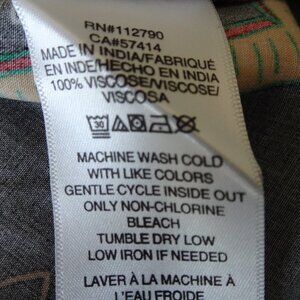 RN#112790
CA#57414
MADE IN INDIA/FABRIQUÉ
EN INDE/HECHO EN INDIA
100% VISCOSE/VISCOSE/
VISCOSA
30
MACHINE WASH COLD
WITH LIKE COLORS
GENTLE CYCLE INSIDE OUT
ONLY NON-CHLORINE
BLEACH
TUMBLE DRY LOW
LOW IRON IF NEEDED
LAVER À LA MACHINE À
L'EAU FROIDE